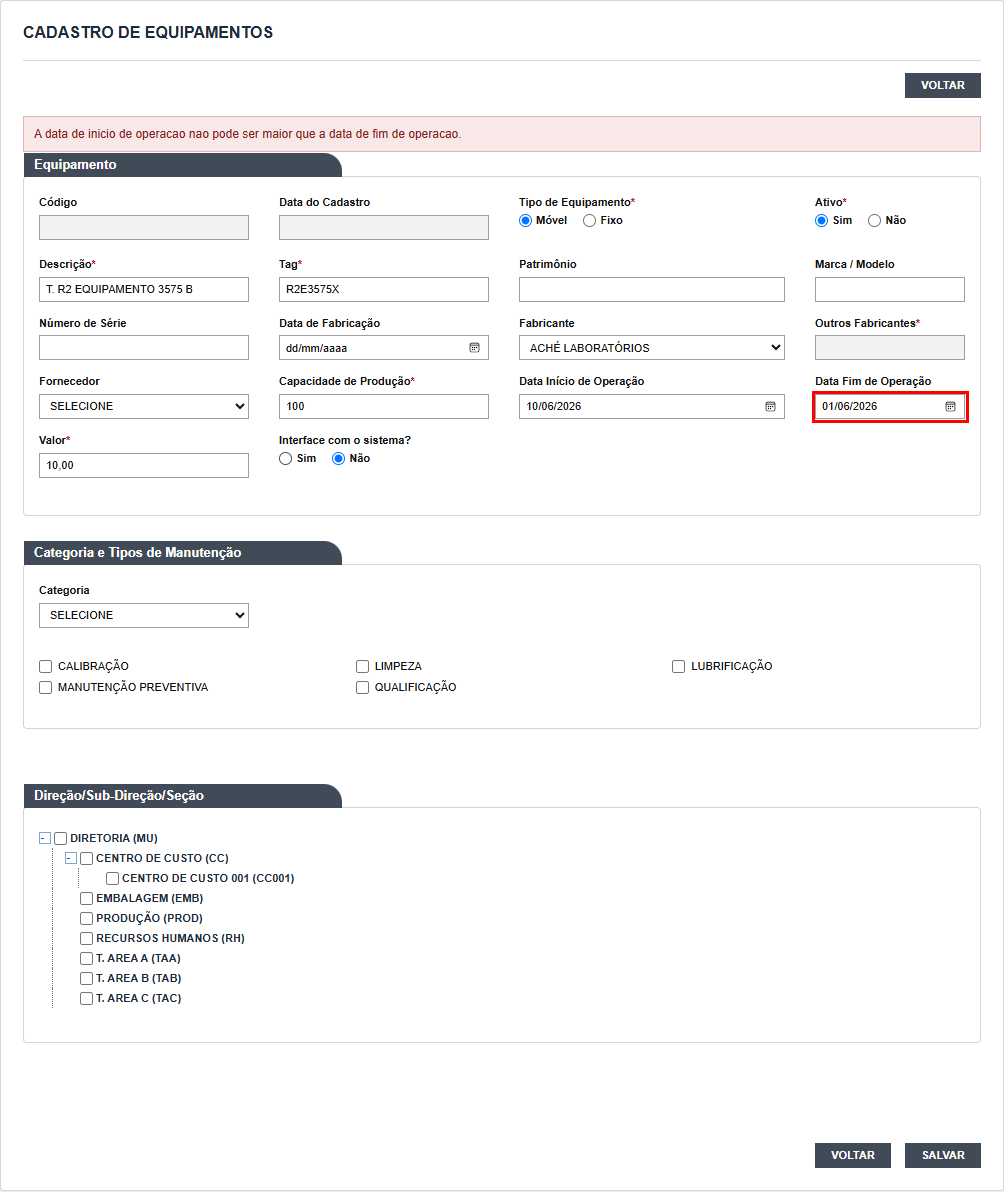 CADASTRO DE EQUIPAMENTOS
VOLTAR
A data de inicio de operacao nao pode ser maior que a data de fim de operacao.
Equipamento
Código Data do Cadastro Tipo de Equipamento* Ativo*
Móvel Fixo Sim Não
Descrição* Tag* Patrimônio Marca / Modelo
T. R2 EQUIPAMENTO 3575 B R2E3575X
Número de Série Data de Fabricação Fabricante Outros Fabricantes*
dd/mm/aaaa ACHÉ LABORATÓRIOS
Fornecedor Capacidade de Produção* Data Início de Operação Data Fim de Operação
SELECIONE 100 10/06/2026 01/06/2026
Valor* Interface com o sistema?
10,00 Sim Não
Categoria e Tipos de Manutenção
Categoria
SELECIONE
CALIBRAÇÃO LIMPEZA LUBRIFICAÇÃO
MANUTENÇÃO PREVENTIVA QUALIFICAÇÃO
Direção/Sub-Direção/Seção
DIRETORIA (MU)
CENTRO DE CUSTO (CC)
CENTRO DE CUSTO 001 (CC001)
EMBALAGEM (EMB)
PRODUÇÃO (PROD)
RECURSOS HUMANOS (RH)
T. AREA A (TAA)
T. AREA B (TAB)
T. AREA C (TAC)
VOLTAR SALVAR